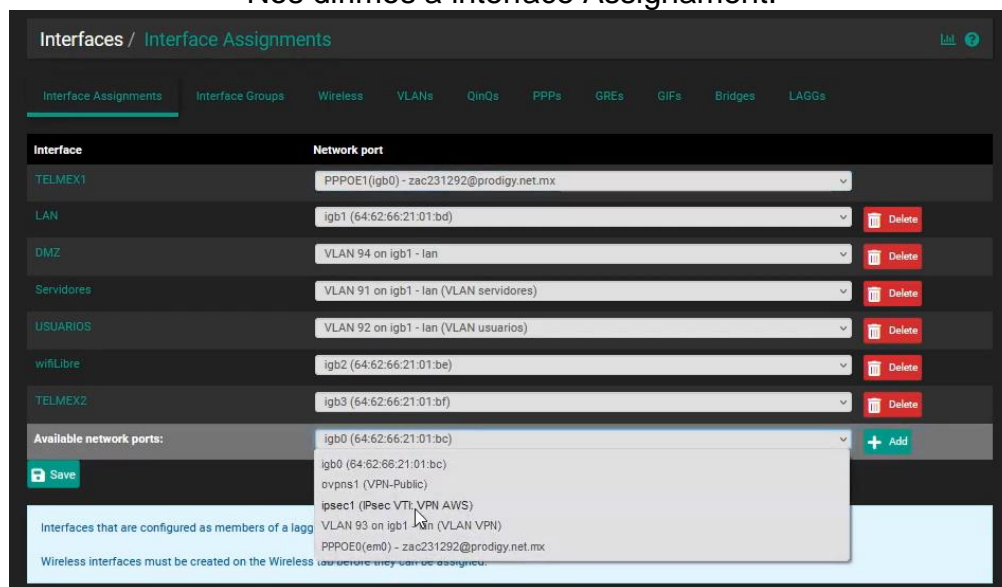 Nos dirimos a Interface Assignament.
Interfaces / Interface Assignments
Interface Assignments Interface Groups Wireless VLANs QinQs PPPs GREs GIFs Bridges LAGGs
Interface Network port
TELMEX1 PPPOE1(igb0) - zac231292@prodigy.net.mx
LAN igb1 (64:62:66:21:01:bd) Delete
DMZ VLAN 94 on igb1 - lan Delete
Servidores VLAN 91 on igb1 - lan (VLAN servidores) Delete
USUARIOS VLAN 92 on igb1 - lan (VLAN usuarios) Delete
wifiLibre igb2 (64:62:66:21:01:be) Delete
TELMEX2 igb3 (64:62:66:21:01:bf) Delete
Available network ports: igb0 (64:62:66:21:01:bc) Add
igb0 (64:62:66:21:01:bc)
Save
ovpns1 (VPN-Public)
ipsec1 (IPsec VTI: VPN AWS)
VLAN 93 on igb1 - lan (VLAN VPN)
PPPOE0(em0) - zac231292@prodigy.net.mx
Interfaces that are configured as members of a lagg
Wireless interfaces must be created on the Wireless tab before they can be assigned.